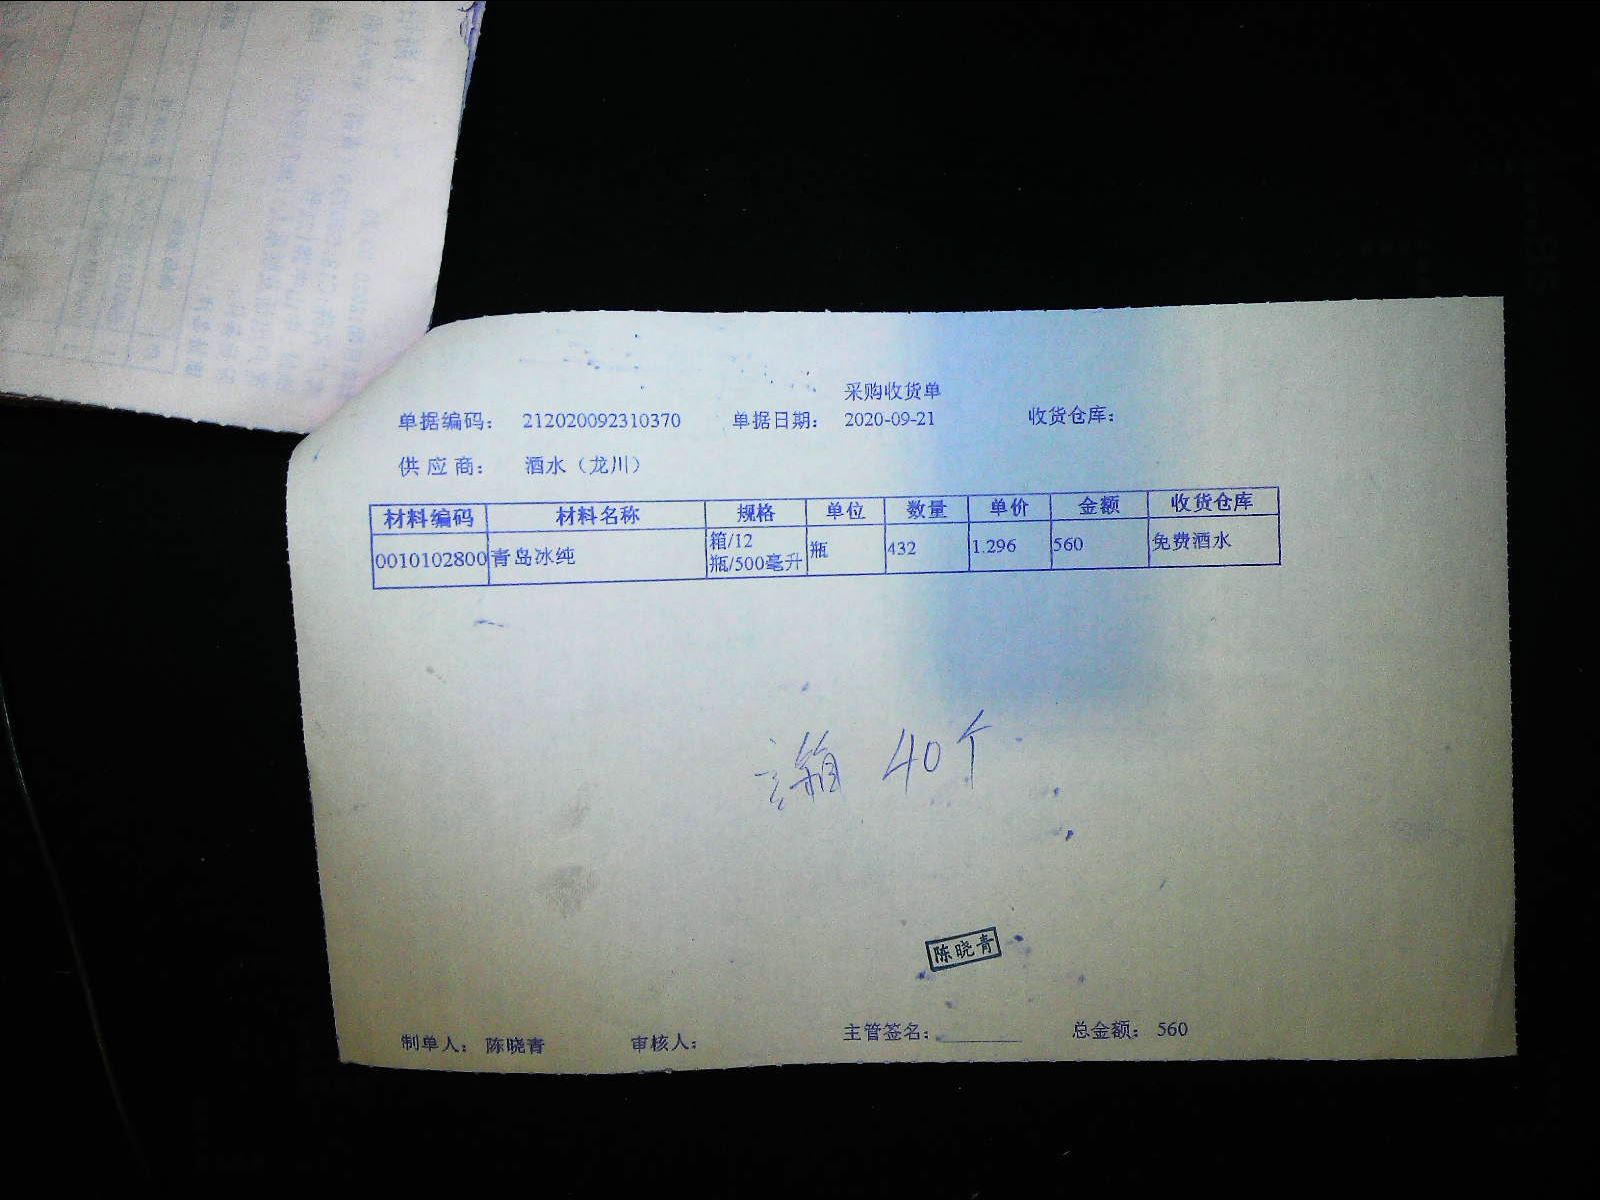 采购收货单
单据编码： 212020092310370 单据日期： 2020-09-21 收货仓库：
供 应 商： 酒水（龙川）
材料编码 材料名称 规格 单位 数量 单价 金额 收货仓库
0010102800 青岛冰纯 箱/12瓶/500毫升 瓶 432 1.296 560 免费酒水
箱 40个
陈晓青
制单人： 陈晓青 审核人： 主管签名： 总金额： 560